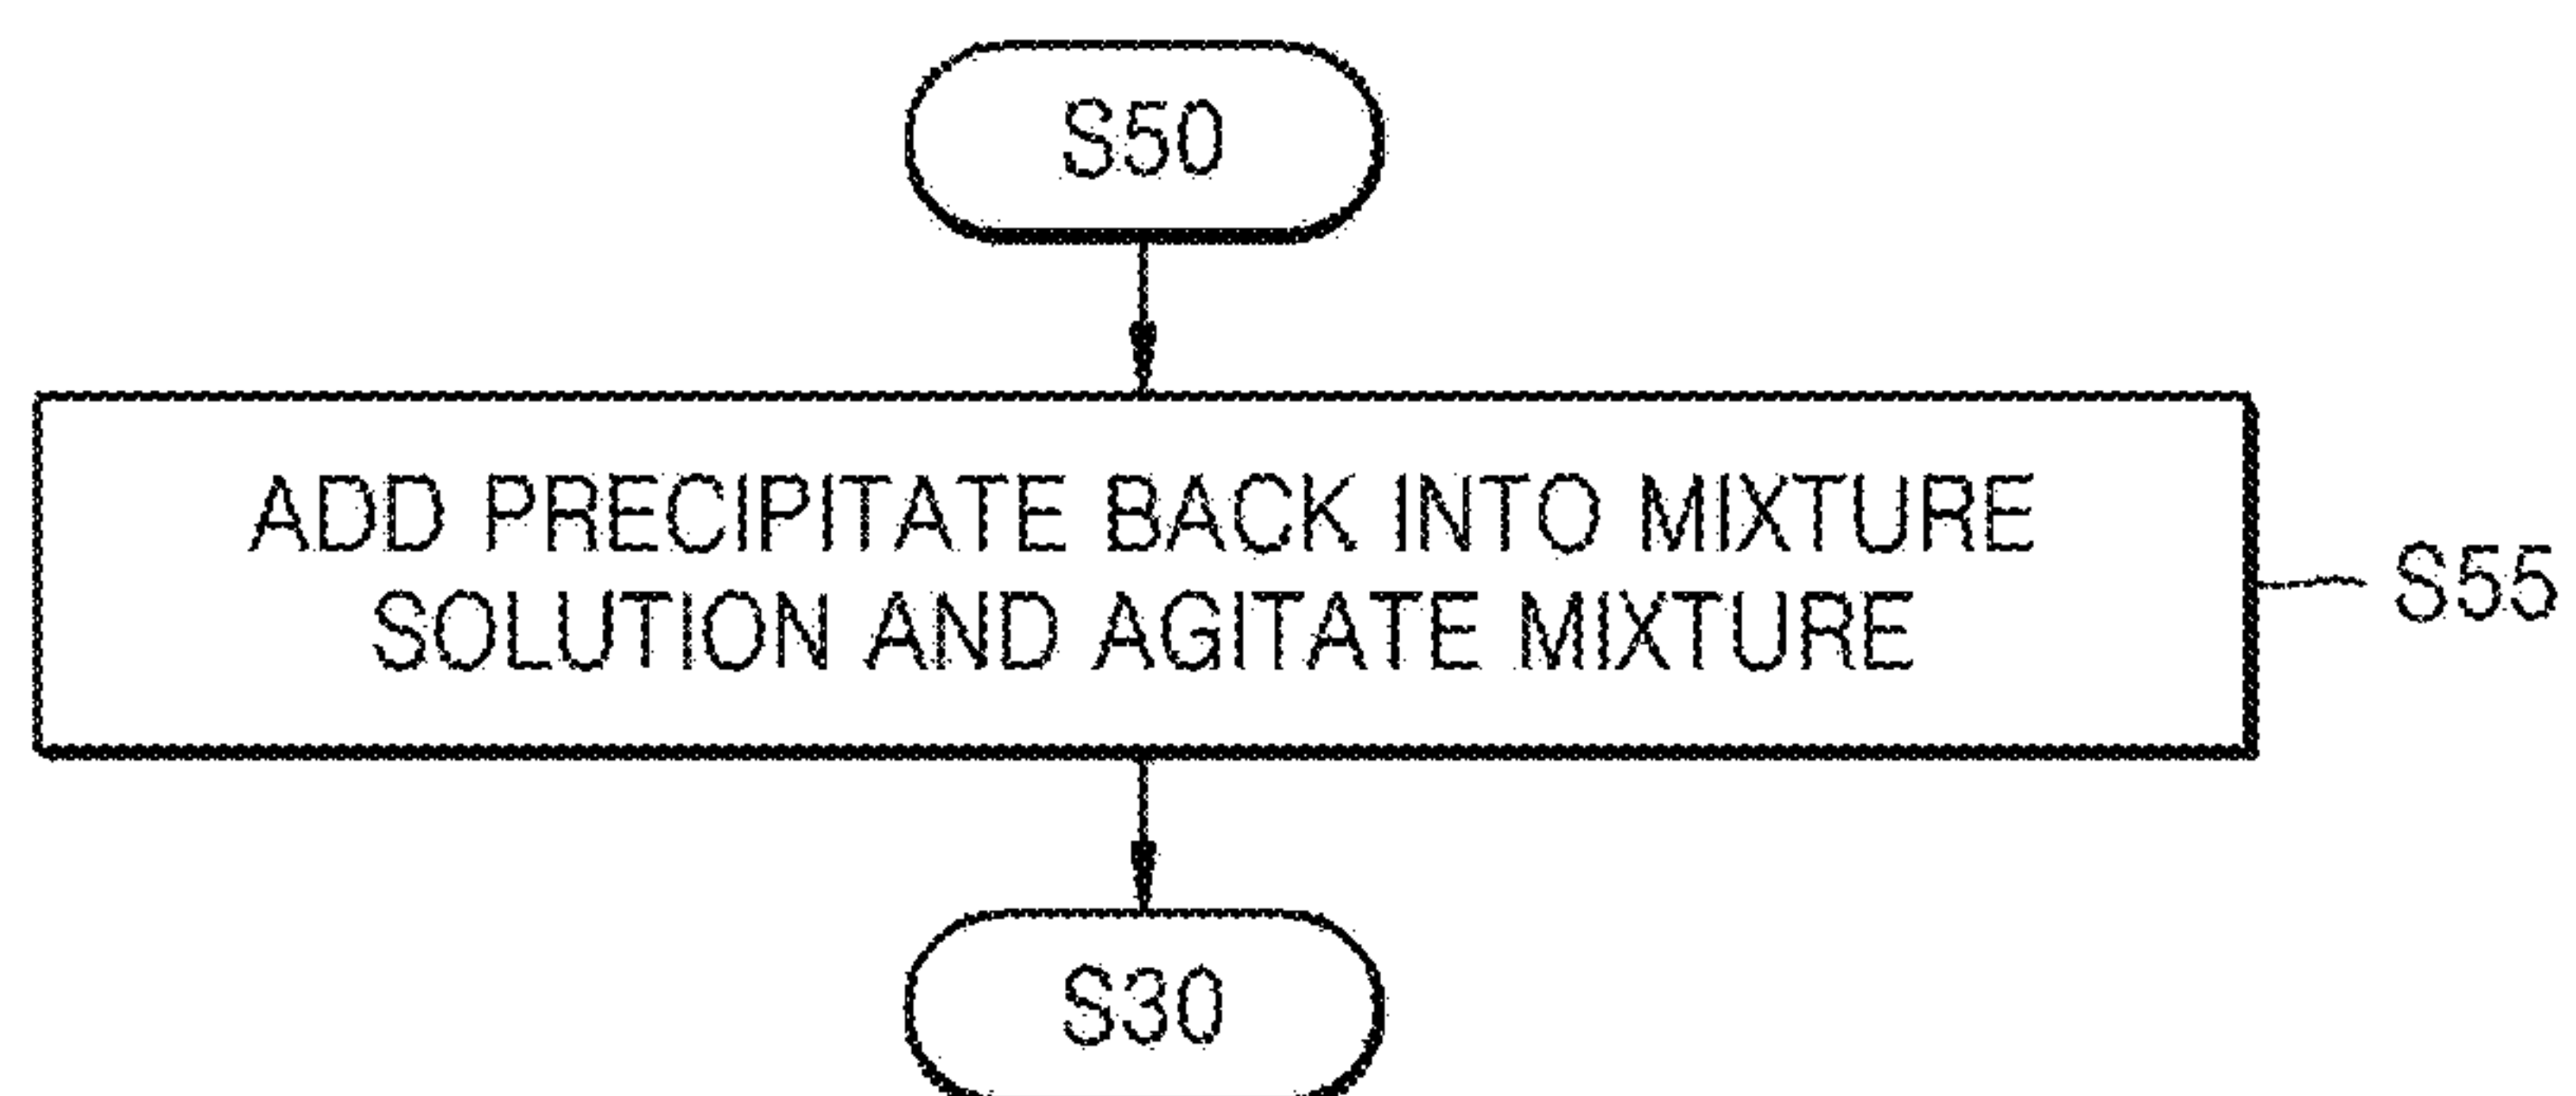 S50
ADD PRECIPITATE BACK INTO MIXTURE
SOLUTION AND AGITATE MIXTURE
S55
S30